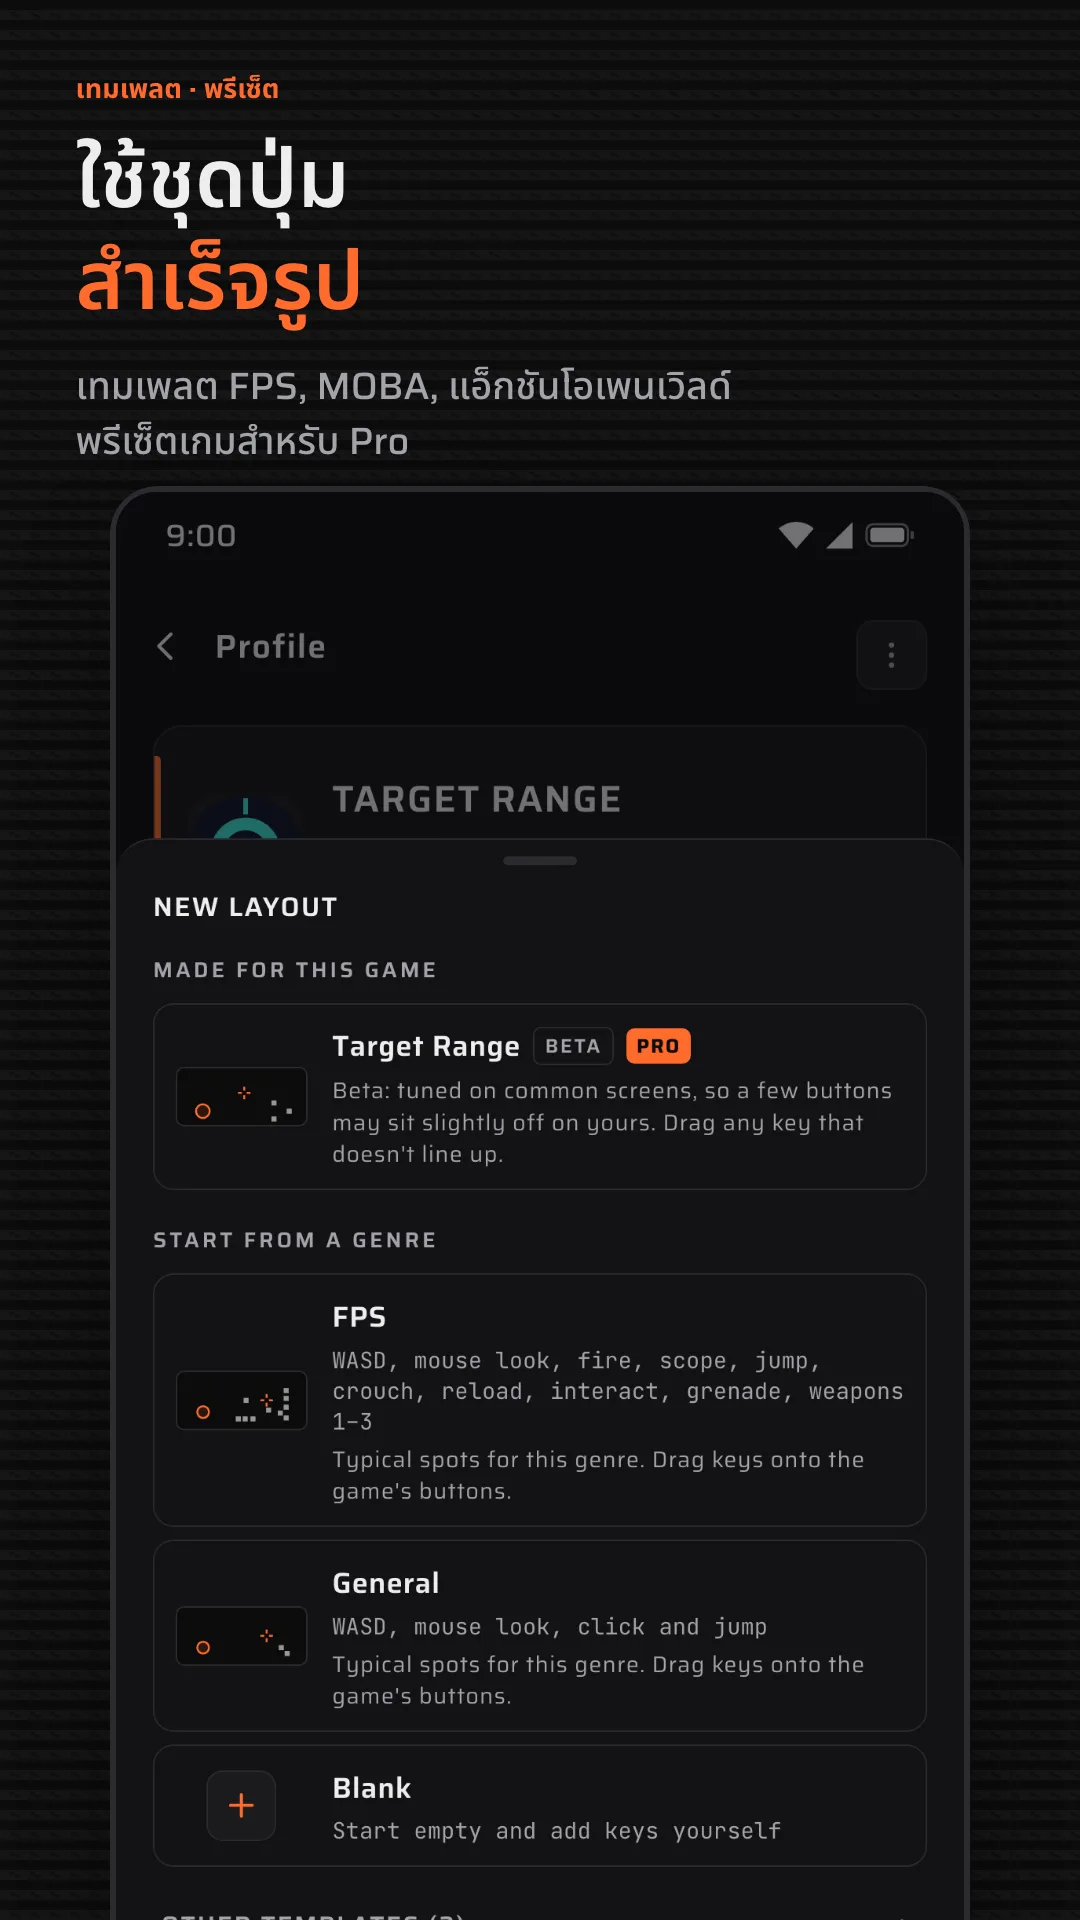 เทมเพลต · พรีเซ็ต
ใช้ชุดปุ่ม
สำเร็จรูป
เทมเพลต FPS, MOBA, แอ็กชันโอเพนเวิลด์
พรีเซ็ตเกมสำหรับ Pro
9:00
Profile
TARGET RANGE
NEW LAYOUT
MADE FOR THIS GAME
Target Range BETA PRO
Beta: tuned on common screens, so a few buttons
may sit slightly off on yours. Drag any key that
doesn't line up.
START FROM A GENRE
FPS
WASD, mouse look, fire, scope, jump,
crouch, reload, interact, grenade, weapons
1–3
Typical spots for this genre. Drag keys onto the
game's buttons.
General
WASD, mouse look, click and jump
Typical spots for this genre. Drag keys onto the
game's buttons.
Blank
Start empty and add keys yourself
OTHER TEMPLATES (2)